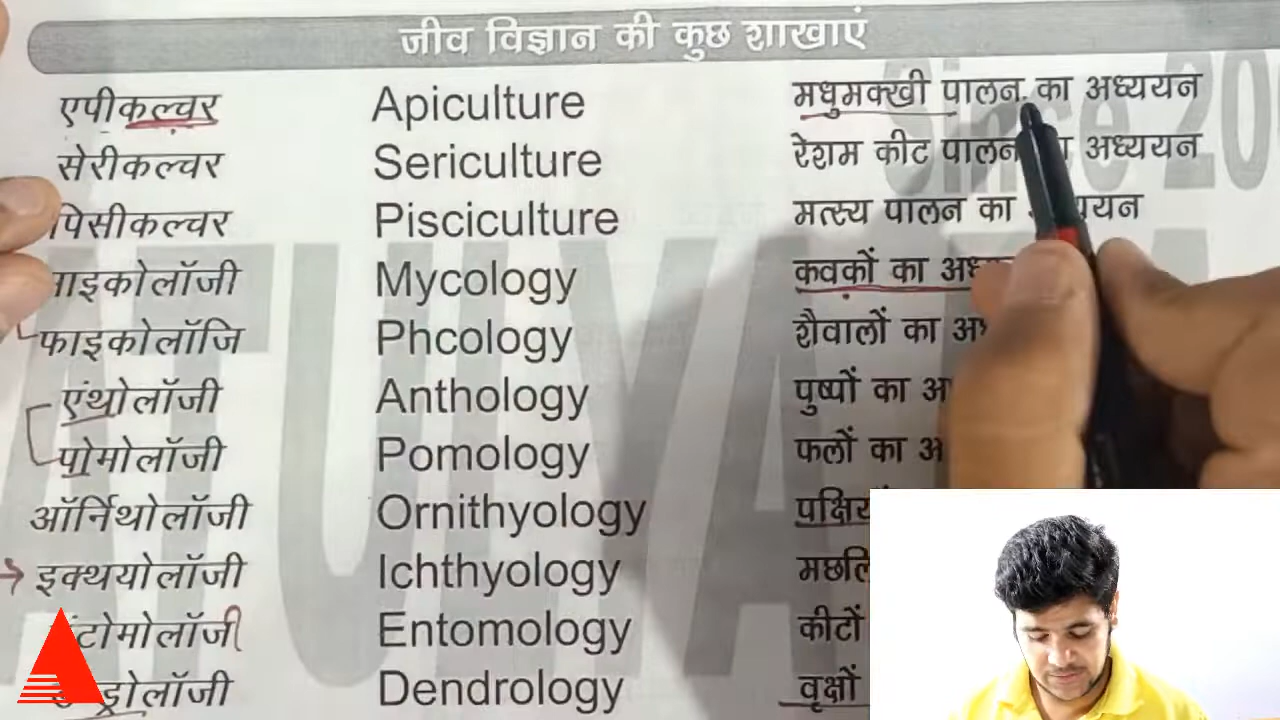 जीव विज्ञान की कुछ शाखाएं
एपीकल्चर Apiculture मधुमक्खी पालन का अध्ययन
सेरीकल्चर Sericulture रेशम कीट पालन अध्ययन
पिसीकल्चर Pisciculture मत्स्य पालन का
Mycology कवकों का
फाइकोलॉजि Phcology शैवालों का
एंथोलॉजी Anthology पुष्पों का
पोमोलॉजी Pomology फलों का
ऑर्निथोलॉजी Ornithyology
इक्थयोलॉजी Ichthyology
Entomology कीटों
Dendrology वृक्षों